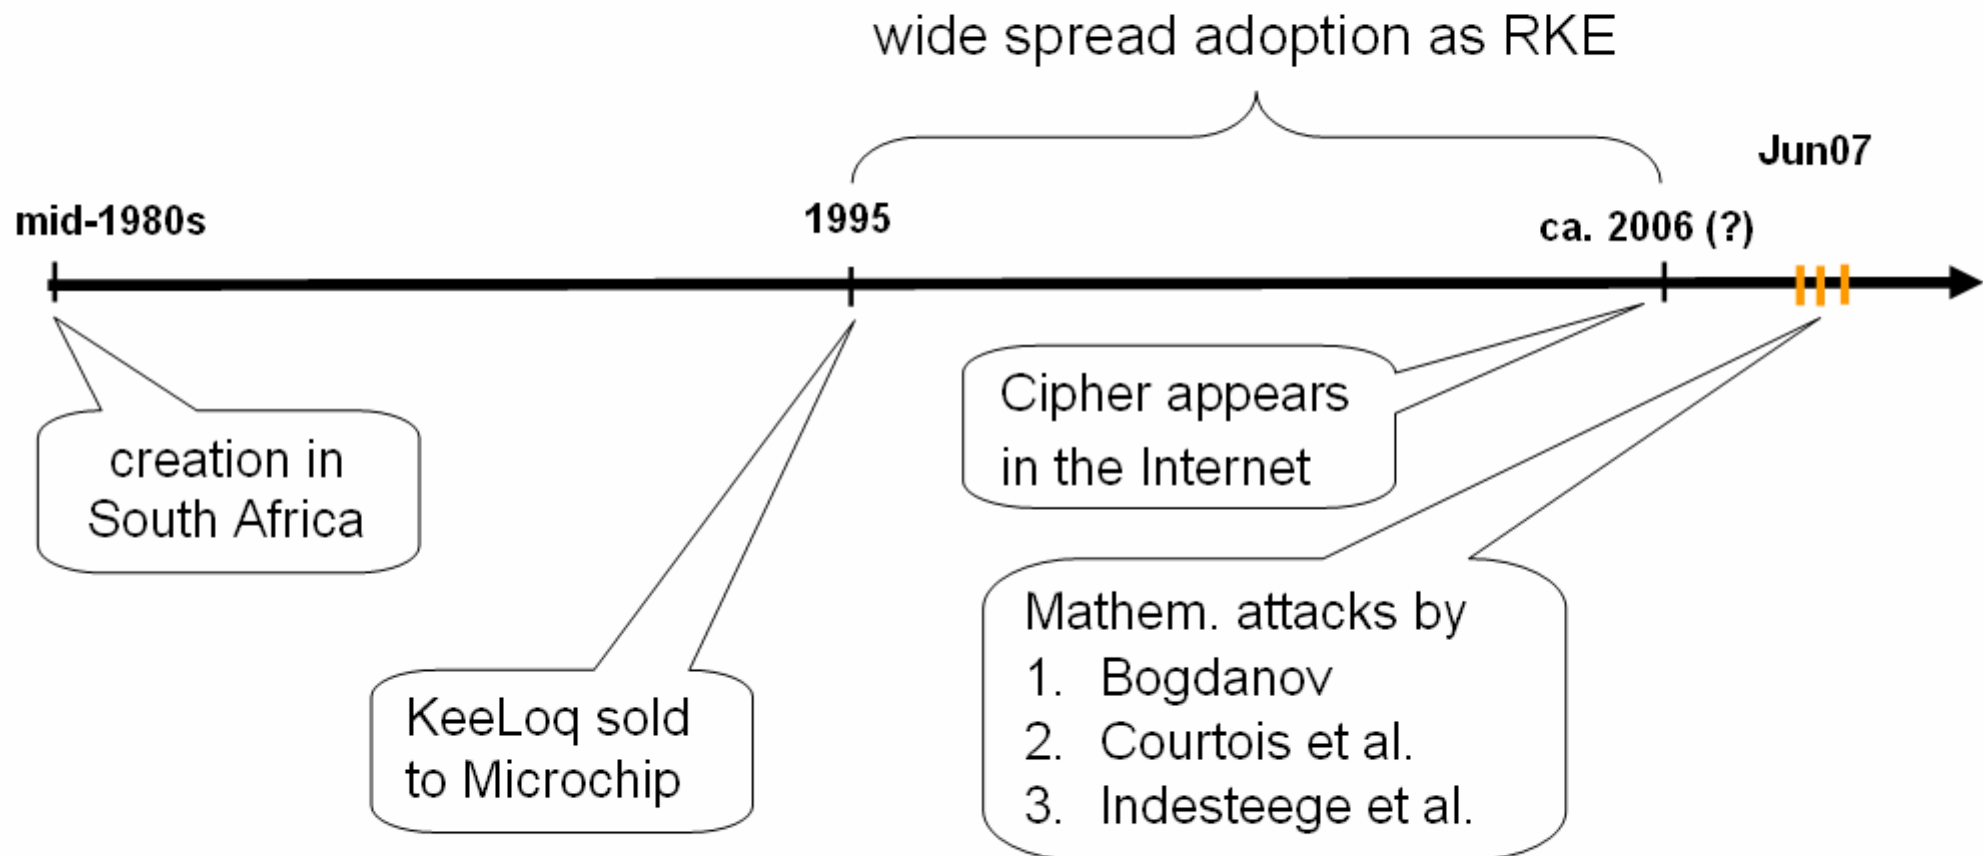 wide spread adoption as RKE
Jun07
mid-1980s
1995
ca. 2006 (?)
creation in
South Africa
KeeLoq sold
to Microchip
Cipher appears
in the Internet
Mathem. attacks by
1. Bogdanov
2. Courtois et al.
3. Indesteege et al.